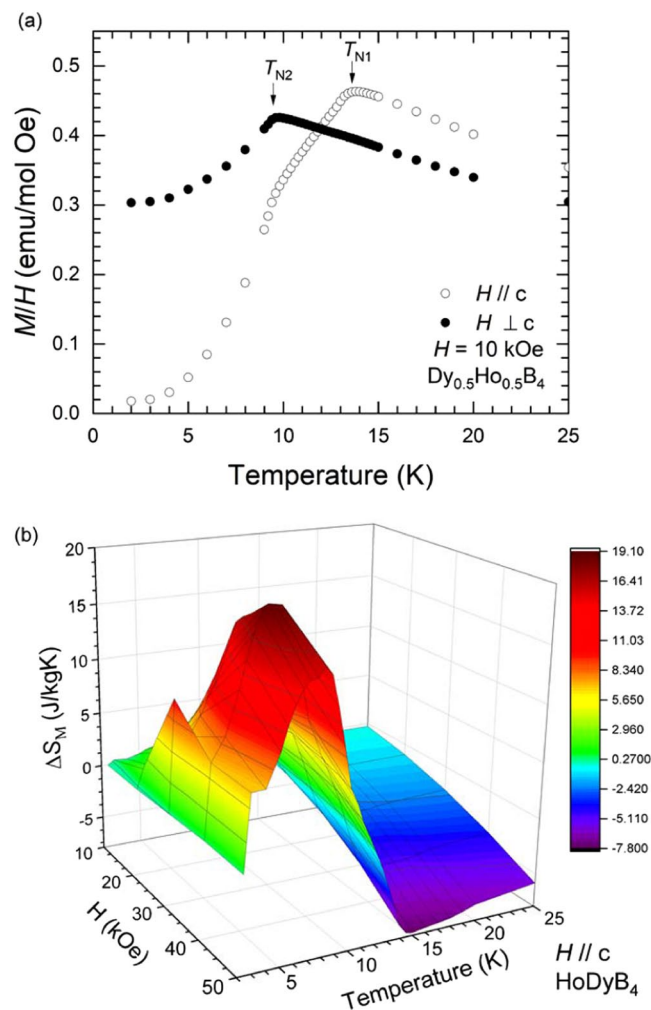 (a)
0.5
0.4
0.3
0.2
0.1
0.0
M/H (emu/mol Oe)
T_N2
T_N1
H // c
H ⊥ c
H = 10 kOe
Dy₀.₅Ho₀.₅B₄
0 5 10 15 20 25
Temperature (K)
(b)
20
15
10
5
0
-5
ΔS_M (J/kgK)
10
20
30
40
50
H (kOe)
5
10
15
20
25
Temperature (K)
19.10
16.41
13.72
11.03
8.340
5.650
2.960
0.2700
-2.420
-5.110
-7.800
H // c
HoDyB₄